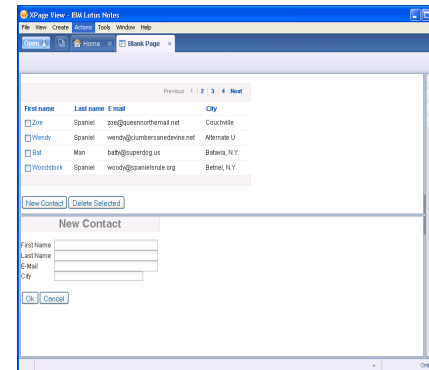 XPage View - IBM Lotus Notes
File View Create Actions Tools Window Help
Open Home Blank Page
Previous 1 2 3 4 Next
First name Last name E mail City
Zoe Spaniel zoe@queennorthemail.net Couchville
Wendy Spaniel wendy@clumbersanedevine.net Alternate U
Bat Man batty@superdog.us Batavia, N.Y.
Woodstock Spaniel woody@spanielsrule.org Bethel, N.Y.
New Contact Delete Selected
New Contact
First Name
Last Name
E-Mail
City
Ok Cancel